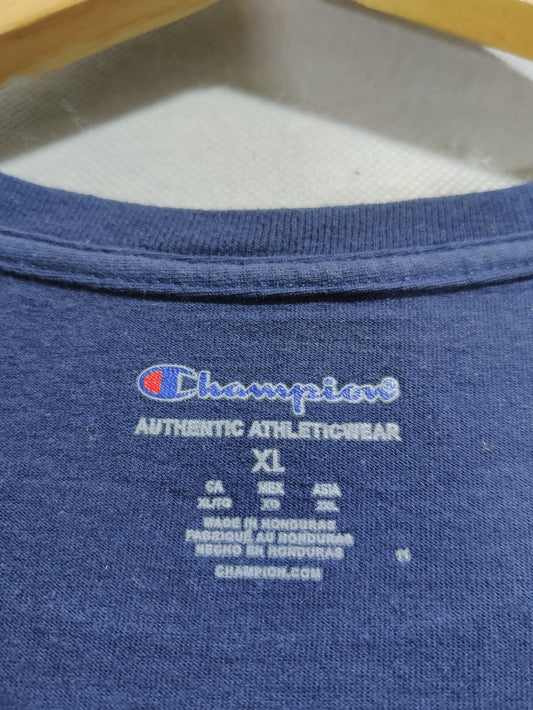 Champion®
AUTHENTIC ATHLETICWEAR
XL
CA MEX ASIA
XL/TG XG 2XL
MADE IN HONDURAS
FABRIQUÉ AU HONDURAS
HECHO EN HONDURAS
CHAMPION.COM